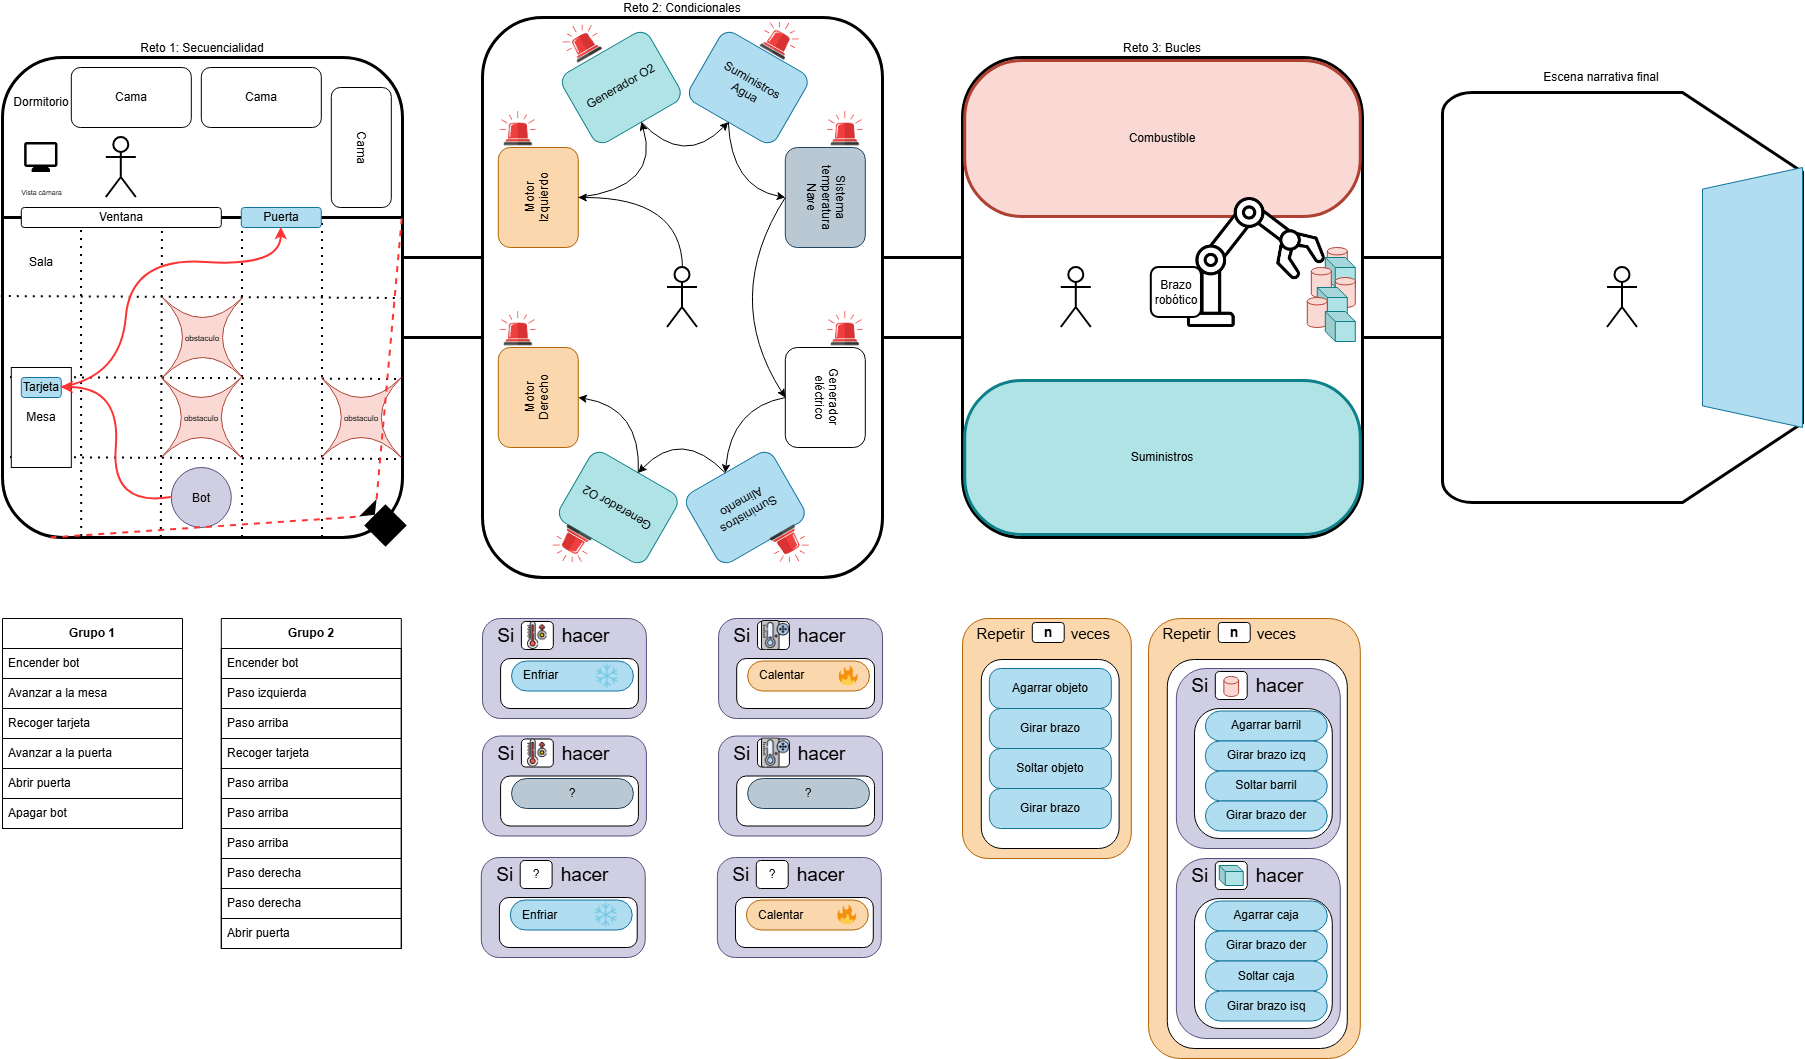 Reto 1: Secuencialidad
Dormitorio
Cama
Cama
Cama
Vista cámara
Ventana
Puerta
Sala
obstaculo
Tarjeta
Mesa
obstaculo
obstaculo
Bot
Reto 2: Condicionales
Generador O2
Suministros
Agua
Motor
Izquierdo
Sistema
temperatura
Nave
Motor
Derecho
Generador
eléctrico
Generador O2
Suministros
Alimento
Reto 3: Bucles
Combustible
Brazo
robótico
Suministros
Escena narrativa final
Grupo 1
Encender bot
Avanzar a la mesa
Recoger tarjeta
Avanzar a la puerta
Abrir puerta
Apagar bot
Grupo 2
Encender bot
Paso izquierda
Paso arriba
Recoger tarjeta
Paso arriba
Paso arriba
Paso arriba
Paso derecha
Paso derecha
Abrir puerta
Si hacer
Enfriar
Si hacer
Calentar
Si hacer
?
Si hacer
?
Si ? hacer
Enfriar
Si ? hacer
Calentar
Repetir n veces
Agarrar objeto
Girar brazo
Soltar objeto
Girar brazo
Repetir n veces
Si hacer
Agarrar barril
Girar brazo izq
Soltar barril
Girar brazo der
Si hacer
Agarrar caja
Girar brazo der
Soltar caja
Girar brazo isq